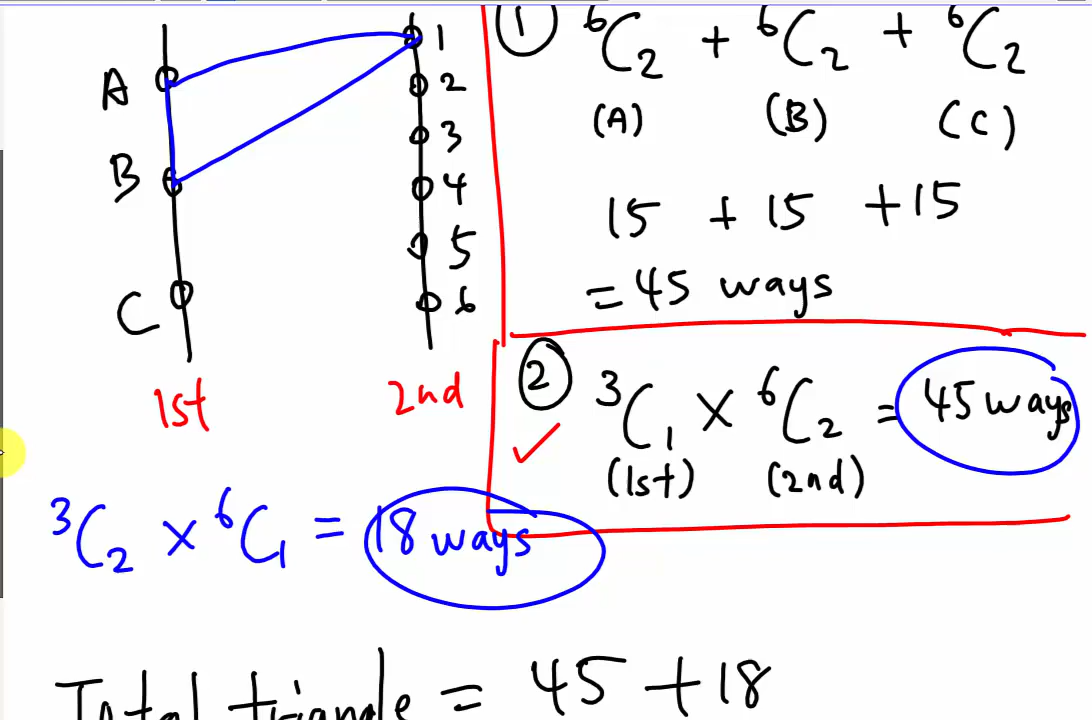 A
B
C
1
2
3
4
5
6
1st 2nd
① ⁶C₂ + ⁶C₂ + ⁶C₂
(A) (B) (C)
15 + 15 + 15
= 45 ways
② ³C₁ × ⁶C₂ = 45 ways
(1st) (2nd)
³C₂ × ⁶C₁ = 18 ways
Total triangle = 45 + 18